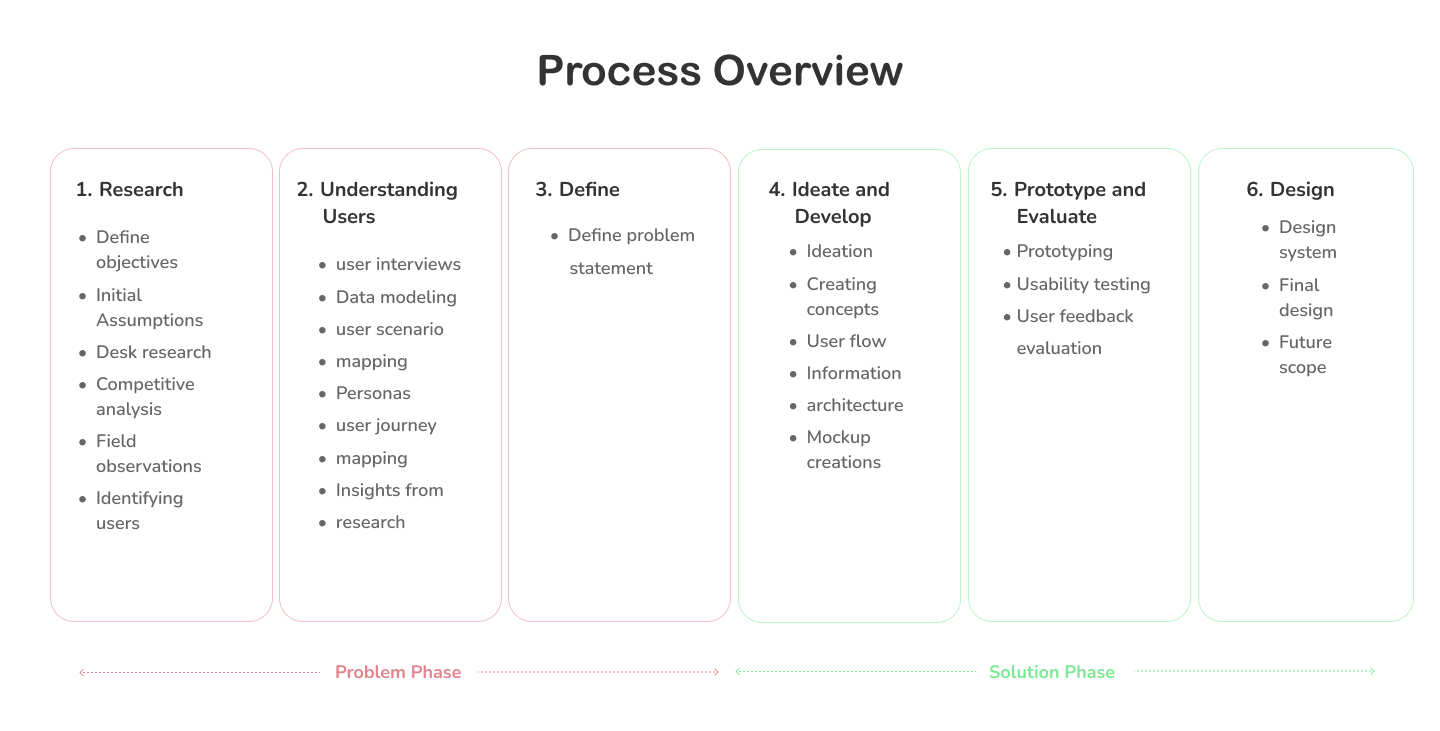 Process Overview
1. Research
• Define
objectives
• Initial
Assumptions
• Desk research
• Competitive
analysis
• Field
observations
• Identifying
users
2. Understanding
Users
• user interviews
• Data modeling
• user scenario
• mapping
• Personas
• user journey
• mapping
• Insights from
• research
3. Define
• Define problem
statement
4. Ideate and
Develop
• Ideation
• Creating
concepts
• User flow
• Information
• architecture
• Mockup
creations
5. Prototype and
Evaluate
• Prototyping
• Usability testing
• User feedback
evaluation
6. Design
• Design
system
• Final
design
• Future
scope
Problem Phase
Solution Phase